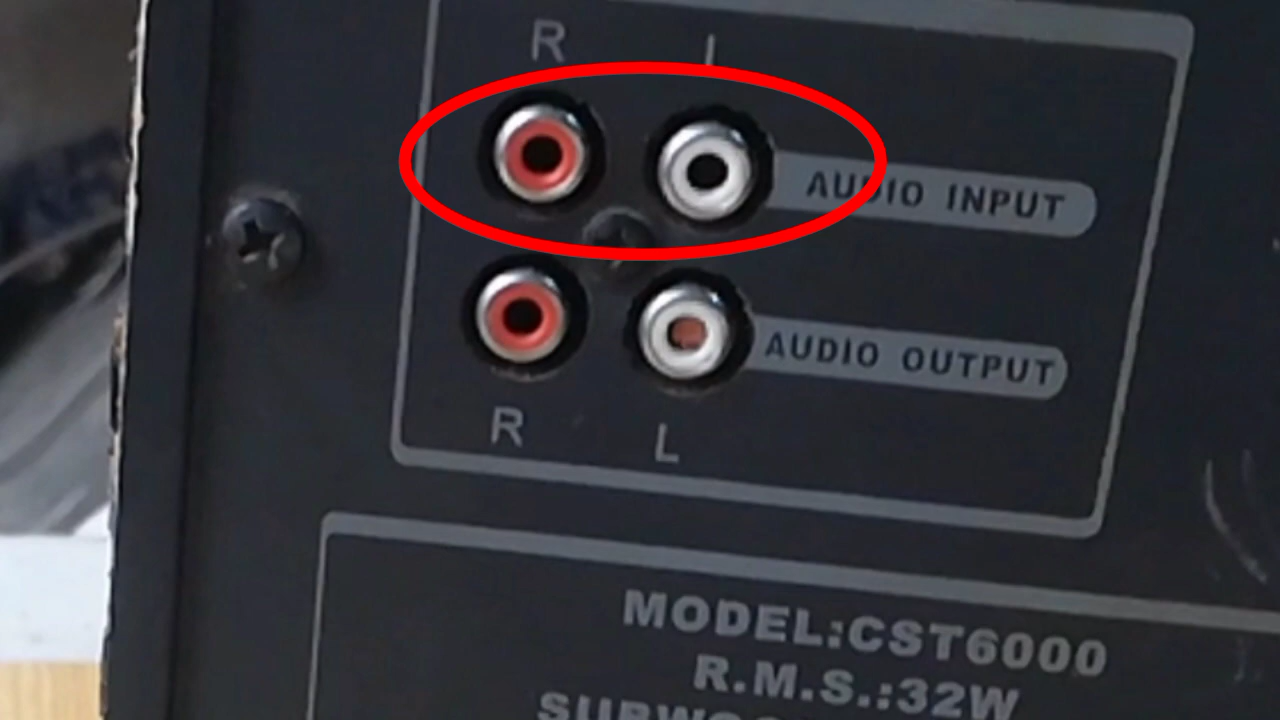 R L
AUDIO INPUT
AUDIO OUTPUT
R L
MODEL:CST6000
R.M.S.:32W